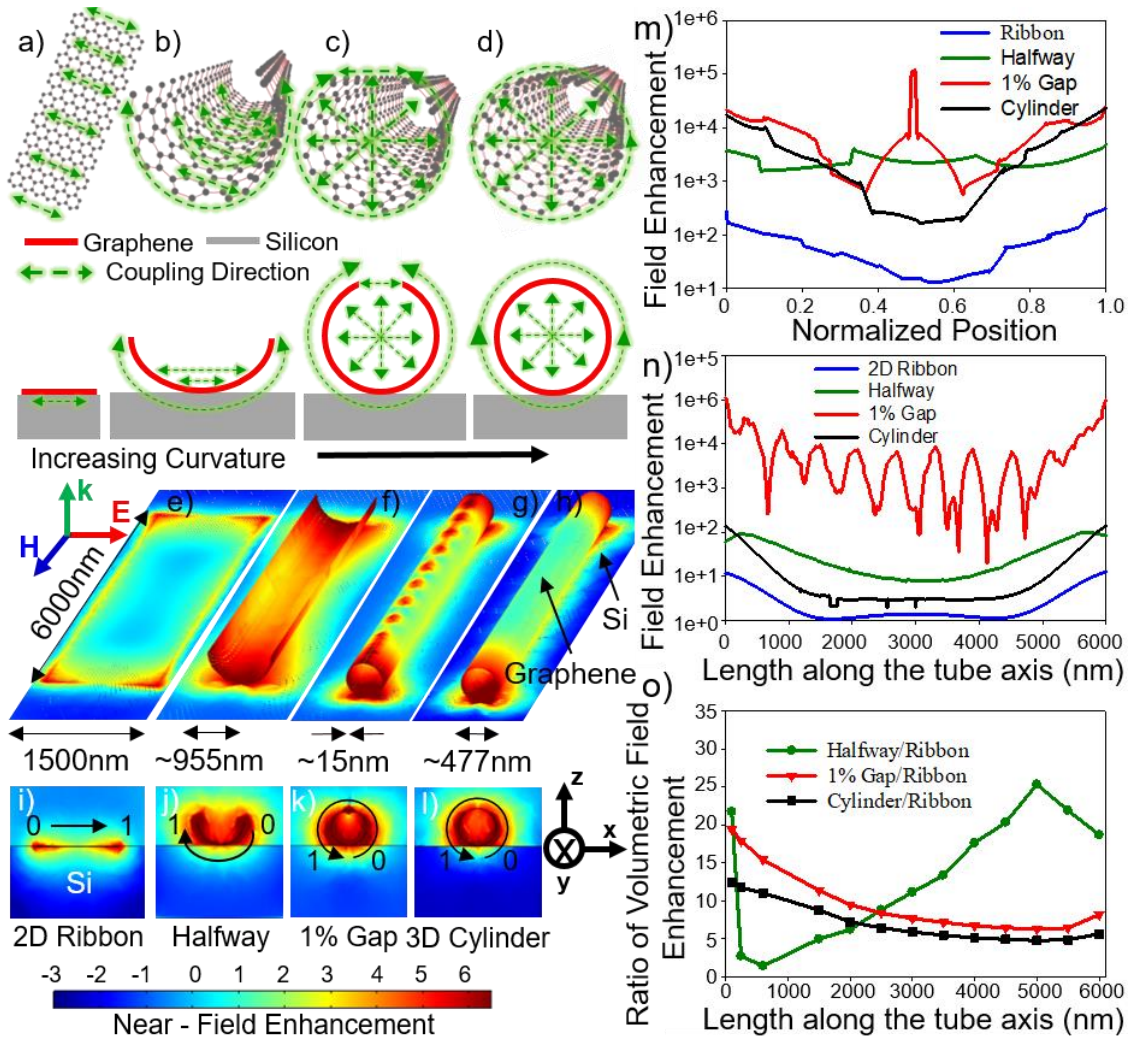 a)
b)
c)
d)
Graphene Silicon
Coupling Direction
Increasing Curvature
k
E
H
e)
f)
g)
h)
6000nm
Si
Graphene
1500nm
~955nm
~15nm
~477nm
i)
j)
k)
l)
0 1
1 0
1 0
1 0
Si
z
x
X
y
2D Ribbon Halfway 1% Gap 3D Cylinder
-3 -2 -1 0 1 2 3 4 5 6
Near - Field Enhancement
m)
Field Enhancement
1e+6
1e+5
1e+4
1e+3
1e+2
1e+1
Ribbon
Halfway
1% Gap
Cylinder
0.0 0.2 0.4 0.6 0.8 1.0
Normalized Position
n)
Field Enhancement
1e+5
1e+6
1e+4
1e+3
1e+2
1e+1
1e+0
2D Ribbon
Halfway
1% Gap
Cylinder
0 1000 2000 3000 4000 5000 6000
Length along the tube axis (nm)
o)
Ratio of Volumetric Field
Enhancement
35
30
25
20
15
10
5
0
Halfway/Ribbon
1% Gap/Ribbon
Cylinder/Ribbon
0 1000 2000 3000 4000 5000 6000
Length along the tube axis (nm)